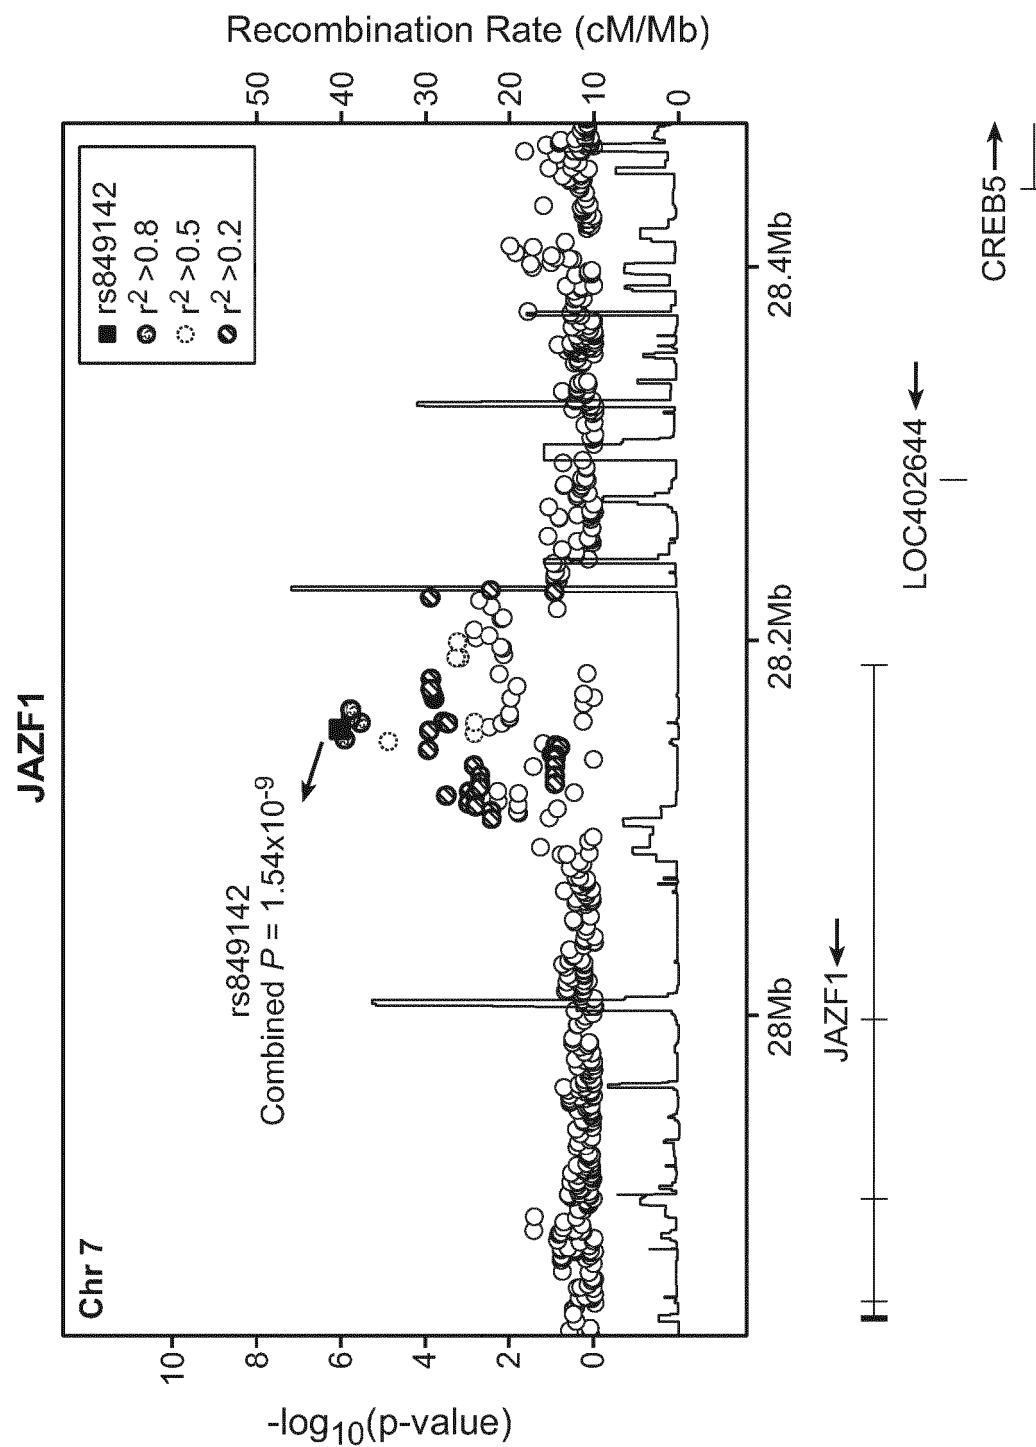 JAZF1
Chr 7
rs849142
r² >0.8
r² >0.5
r² >0.2
rs849142
Combined P = 1.54x10⁻⁹
-log₁₀(p-value)
10
8
6
4
2
0
Recombination Rate (cM/Mb)
50
40
30
20
10
0
28Mb
28.2Mb
28.4Mb
JAZF1 ←
LOC402644 ←
CREB5 →